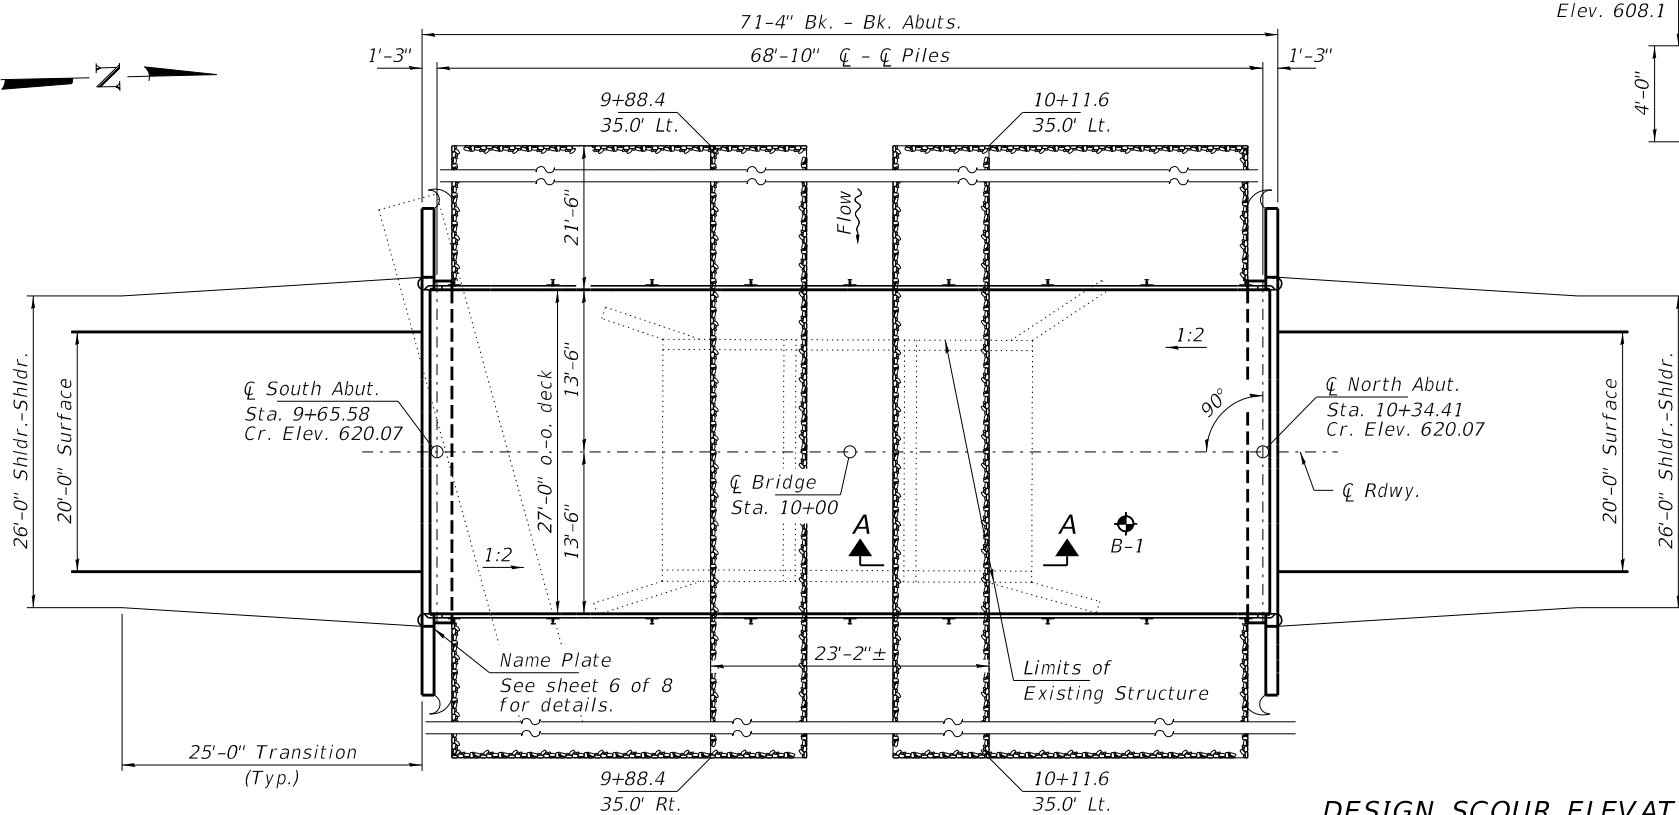 71-4" Bk. - Bk. Abuts.
Elev. 608.1
1'-3"
68'-10" ℄ - ℄ Piles
1'-3"
N
4'-0"
9+88.4
35.0' Lt.
10+11.6
35.0' Lt.
21'-6"
Flow
1:2
13'-6"
27'-0" o.-o. deck
90°
℄ South Abut.
Sta. 9+65.58
Cr. Elev. 620.07
℄ North Abut.
Sta. 10+34.41
Cr. Elev. 620.07
26'-0" Shldr.-Shldr.
20'-0" Surface
℄ Bridge
Sta. 10+00
℄ Rdwy.
20'-0" Surface
26'-0" Shldr.-Shldr.
13'-6"
A
A
B-1
1:2
23'-2"±
Name Plate
See sheet 6 of 8
for details.
Limits of
Existing Structure
25'-0" Transition
(Typ.)
9+88.4
35.0' Rt.
10+11.6
35.0' Lt.
DESIGN SCOUR ELEVAT